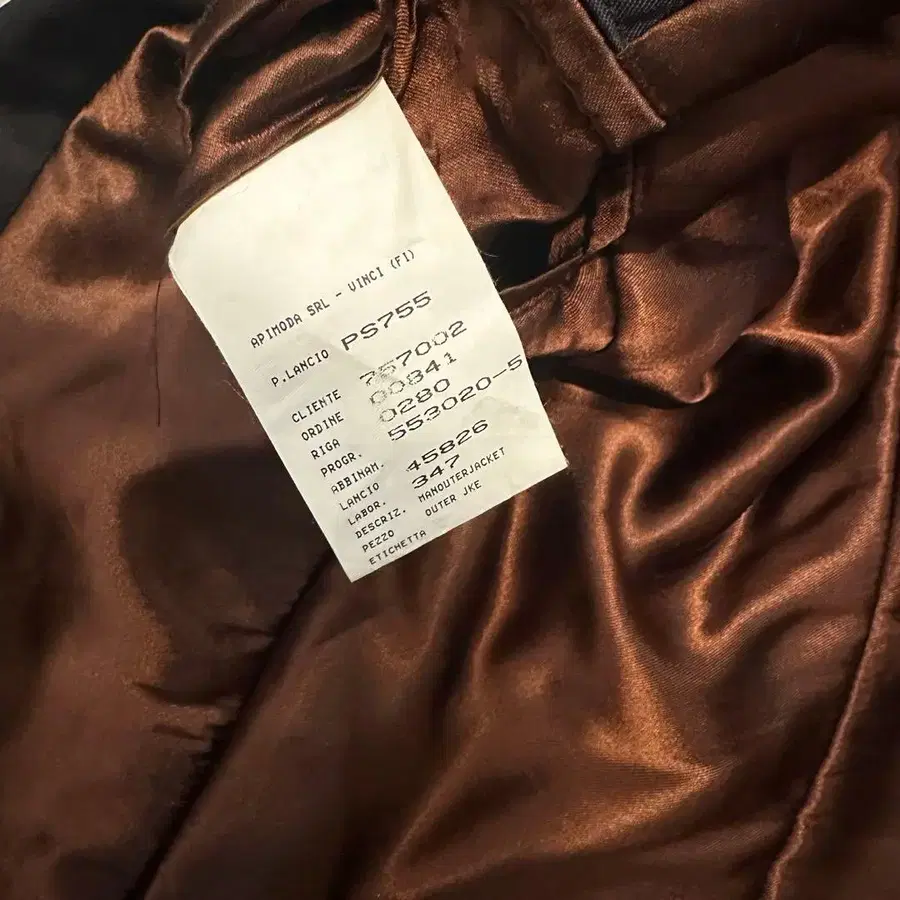 APIMODA SRL - VINCI (FI)
P.LANCIO PS755
CLIENTE 757002
ORDINE 00841
RIGA 0280
PROGR. 553020-5
ABBINAM.
LANCIO 45826
LABOR. 347
DESCRIZ. MANOUTERJACKET
PEZZO OUTER JKE
ETICHETTA